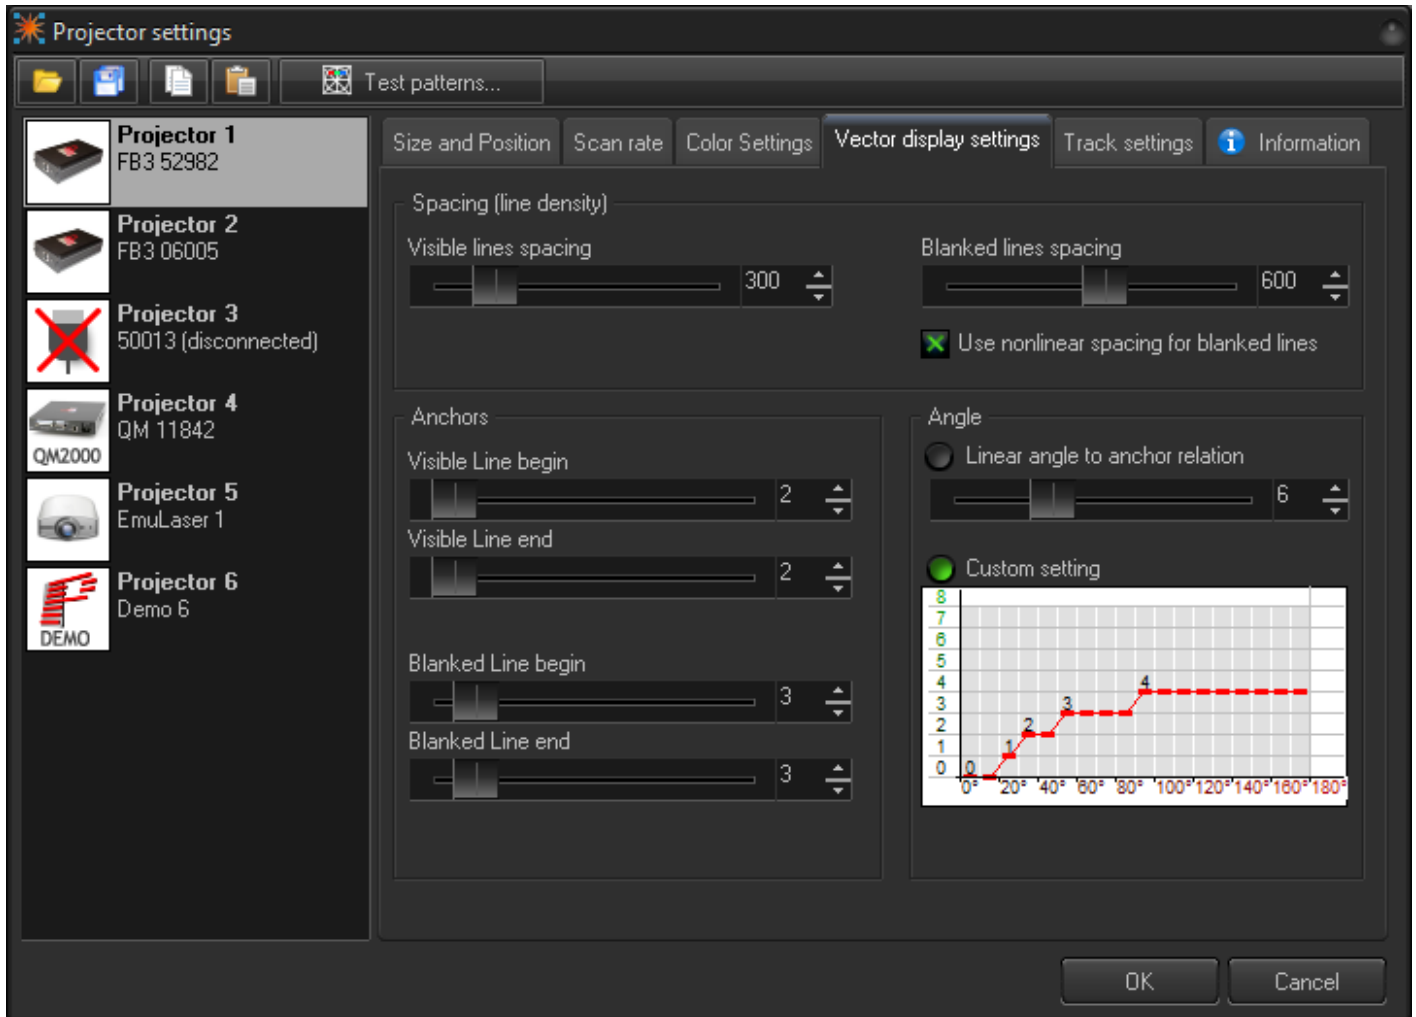 Projector settings
Test patterns...
Projector 1
FB3 52982
Projector 2
FB3 06005
Projector 3
50013 (disconnected)
Projector 4
QM 11842
QM2000
Projector 5
EmuLaser 1
Projector 6
Demo 6
DEMO
Size and Position
Scan rate
Color Settings
Vector display settings
Track settings
Information
Spacing (line density)
Visible lines spacing
300
Blanked lines spacing
600
Use nonlinear spacing for blanked lines
Anchors
Visible Line begin
2
Visible Line end
2
Blanked Line begin
3
Blanked Line end
3
Angle
Linear angle to anchor relation
6
Custom setting
8
7
6
5
4
3
2
1
0
0 1 2 3 4
0° 20° 40° 60° 80° 100° 120° 140° 160° 180°
OK
Cancel